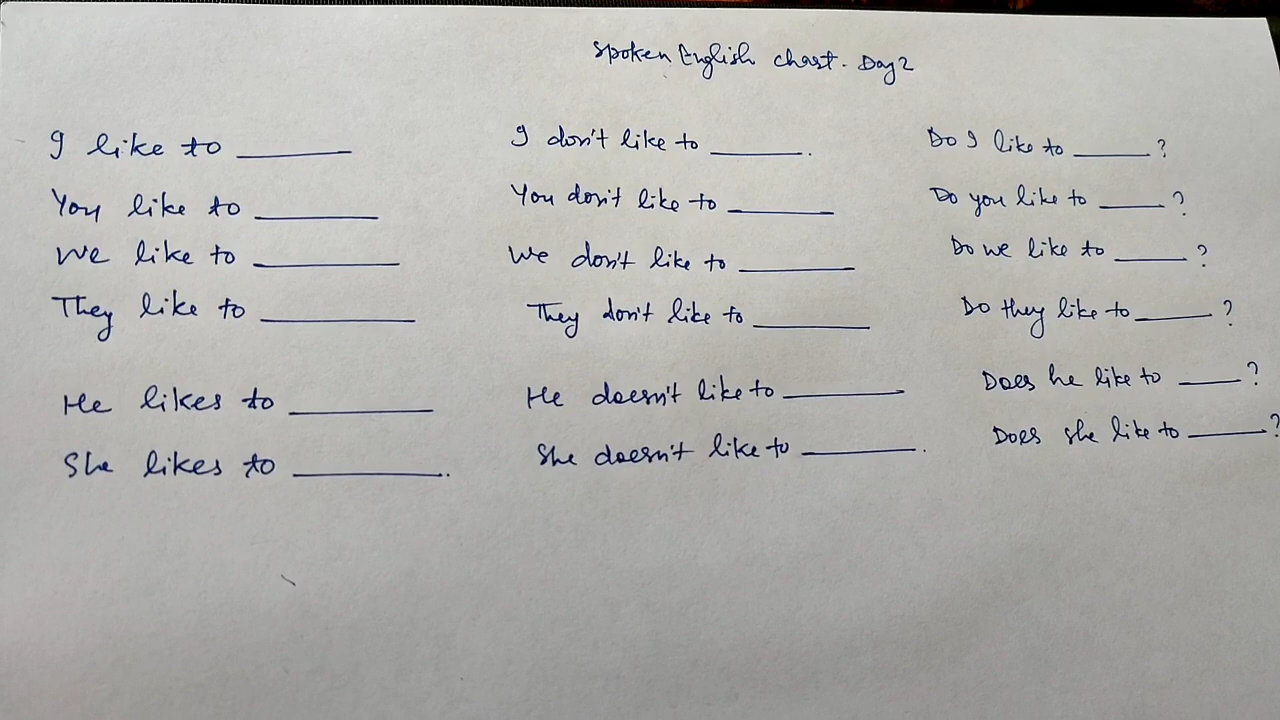 Spoken English chart. Day 2
I like to ______
You like to ______
We like to ______
They like to ______
He likes to ______
She likes to ______.
I don't like to ______.
You don't like to ______
We don't like to ______
They don't like to ______
He doesn't like to ______
She doesn't like to ______.
Do I like to ______?
Do you like to ______?
Do we like to ______?
Do they like to ______?
Does he like to ______?
Does she like to ______?